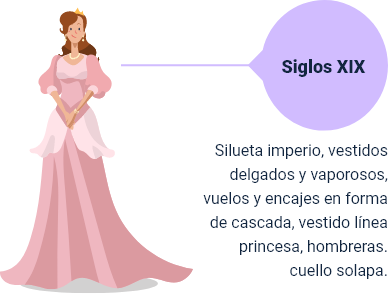 Siglos XIX
Silueta imperio, vestidos
delgados y vaporosos,
vuelos y encajes en forma
de cascada, vestido línea
princesa, hombreras.
cuello solapa.